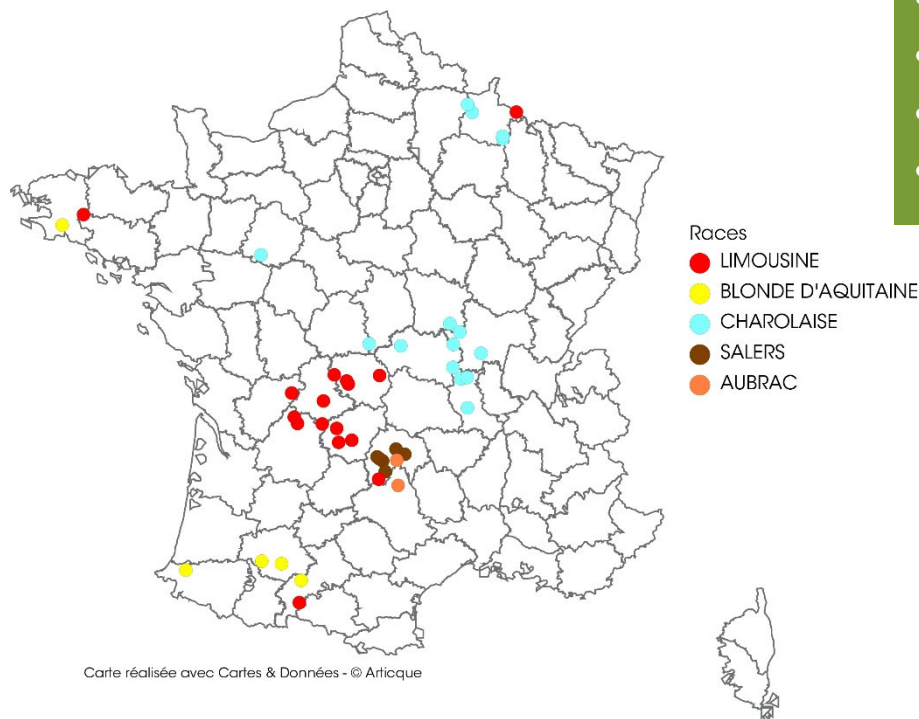 Races
LIMOUSINE
BLONDE D'AQUITAINE
CHAROLAISE
SALERS
AUBRAC
Carte réalisée avec Cartes & Données - © Articque